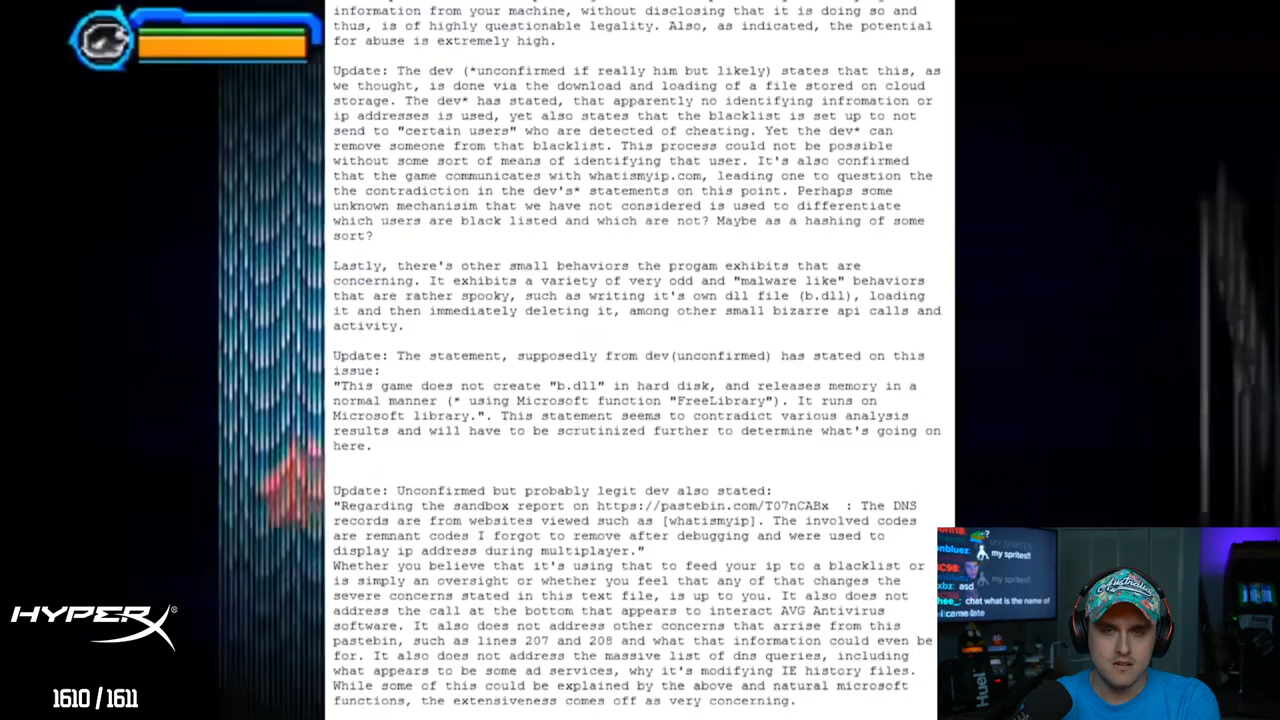 information from your machine, without disclosing that it is doing so and
thus, is of highly questionable legality. Also, as indicated, the potential
for abuse is extremely high.
Update: The dev (*unconfirmed if really him but likely) states that this, as
we thought, is done via the download and loading of a file stored on cloud
storage. The dev* has stated, that apparently no identifying infromation or
ip addresses is used, yet also states that the blacklist is set up to not
send to "certain users" who are detected of cheating. Yet the dev* can
remove someone from that blacklist. This process could not be possible
without some sort of means of identifying that user. It's also confirmed
that the game communicates with whatismyip.com, leading one to question the
the contradiction in the dev's* statements on this point. Perhaps some
unknown mechanisim that we have not considered is used to differentiate
which users are black listed and which are not? Maybe as a hashing of some
sort?
Lastly, there's other small behaviors the progam exhibits that are
concerning. It exhibits a variety of very odd and "malware like" behaviors
that are rather spooky, such as writing it's own dll file (b.dll), loading
it and then immediately deleting it, among other small bizarre api calls and
activity.
Update: The statement, supposedly from dev(unconfirmed) has stated on this
issue:
"This game does not create "b.dll" in hard disk, and releases memory in a
normal manner (* using Microsoft function "FreeLibrary"). It runs on
Microsoft library.". This statement seems to contradict various analysis
results and will have to be scrutinized further to determine what's going on
here.
Update: Unconfirmed but probably legit dev also stated:
"Regarding the sandbox report on https://pastebin.com/T07nCABx : The DNS
records are from websites viewed such as [whatismyip]. The involved codes
are remnant codes I forgot to remove after debugging and were used to
display ip address during multiplayer."
Whether you believe that it's using that to feed your ip to a blacklist or
is simply an oversight or whether you feel that any of that changes the
severe concerns stated in this text file, is up to you. It also does not
address the call at the bottom that appears to interact AVG Antivirus
software. It also does not address other concerns that arrise from this
pastebin, such as lines 207 and 208 and what that information could even be
for. It also does not address the massive list of dns queries, including
what appears to be some ad services, why it's modifying IE history files.
While some of this could be explained by the above and natural microsoft
functions, the extensiveness comes off as very concerning.
HYPERX
1610 / 1611
my sprites!!
asd
chat what is the name of
i came late
Huel